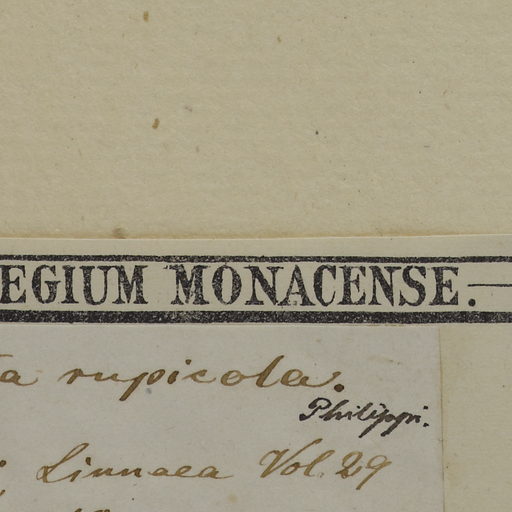 EGIUM MONACENSE.
a rupicola.
Philippi.
Linnaea Vol. 29